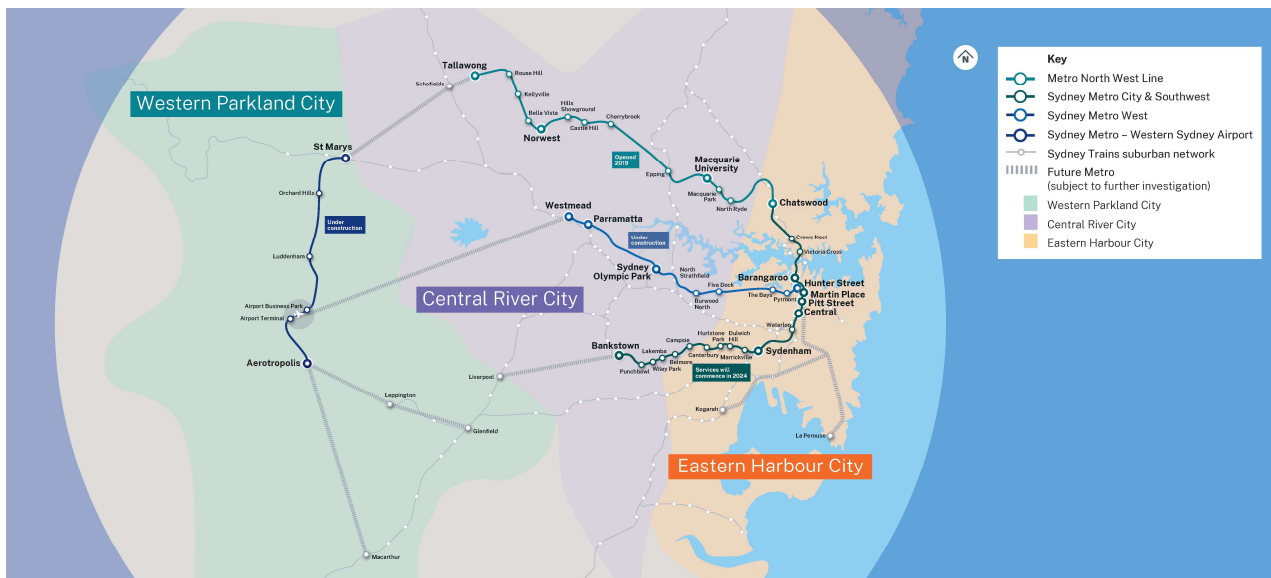 N
Key
Metro North West Line
Sydney Metro City & Southwest
Sydney Metro West
Sydney Metro – Western Sydney Airport
Sydney Trains suburban network
Future Metro
(subject to further investigation)
Western Parkland City
Central River City
Eastern Harbour City
Western Parkland City
Central River City
Eastern Harbour City
Tallawong
Rouse Hill
Schofields
Kellyville
Bella Vista
Norwest
Hills
Showground
Castle Hill
Cherrybrook
Opened
2019
Epping
Macquarie
University
Macquarie
Park
North Ryde
Chatswood
Crows Nest
Victoria Cross
Barangaroo
Hunter Street
Martin Place
Pitt Street
Central
Waterloo
Sydenham
Marrickville
Dulwich
Hill
Hurlstone
Park
Canterbury
Campsie
Belmore
Wiley Park
Lakemba
Punchbowl
Bankstown
Services will
commence in 2024
St Marys
Orchard Hills
Under
construction
Luddenham
Airport Business Park
Airport Terminal
Aerotropolis
Westmead
Parramatta
Under
construction
Sydney
Olympic Park
North
Strathfield
Burwood
North
Five Dock
The Bays
Pyrmont
Liverpool
Leppington
Glenfield
Macarthur
Kogarah
La Perouse